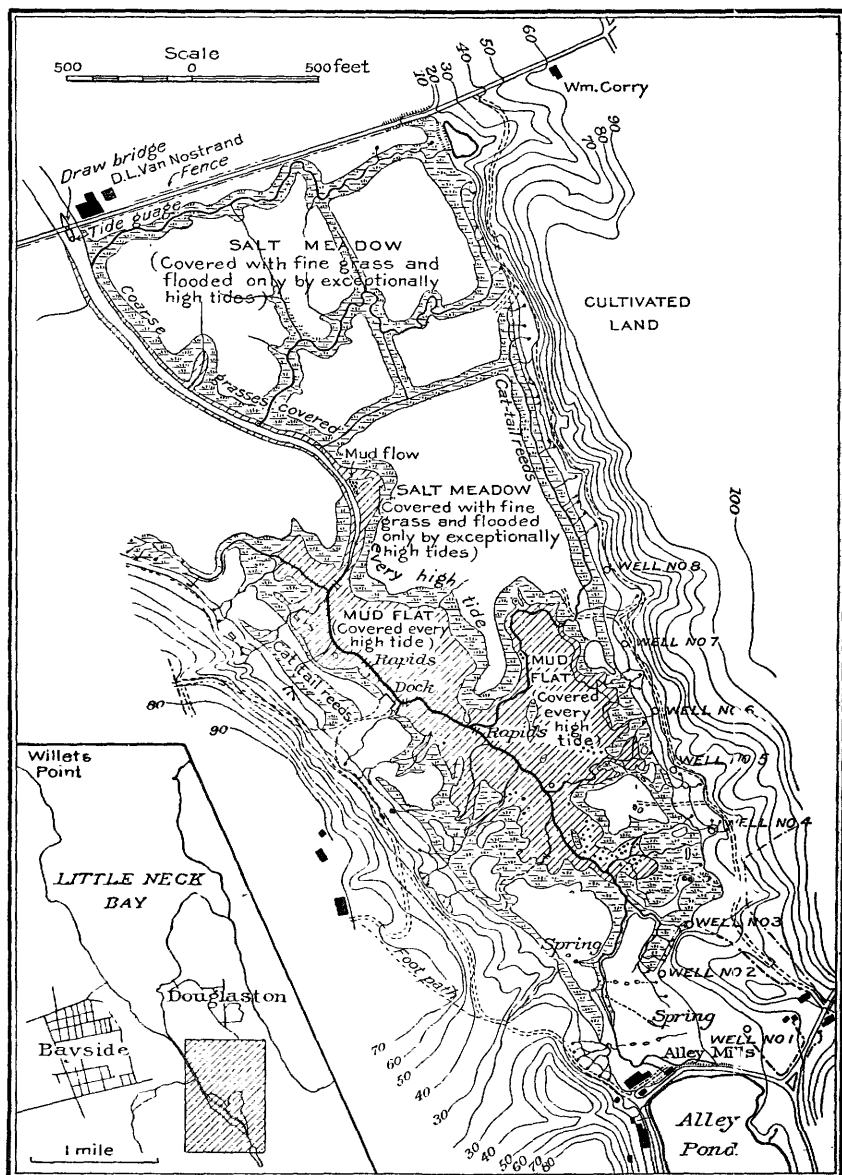 Scale
500 0 500 feet
10 20 30 40 50 60
Wm. Corry
70 80 90
Draw bridge
D.L. Van Nostrand
Fence
Tide guage
SALT MEADOW
(Covered with fine grass and
flooded only by exceptionally
high tides)
CULTIVATED
LAND
Coarse grasses covered every high tide
Cat-tail reeds
Mud flow
SALT MEADOW
Covered with fine
grass and flooded
only by exceptionally
high tides)
100
WELL NO 8
MUD FLAT
(Covered every
high tide)
Rapids
WELL NO 7
MUD
FLAT
(Covered
every
high
tide)
Cat tail reeds
Dock
Rapids
WELL NO 6
WELL NO 5
WELL NO. 4
80
90
WELL NO 3
Spring
WELL NO 2
Foot path
Spring
WELL NO 1
Alley Mills
70
60
50
40
30
30
40
50
60
70
80
Alley
Pond.
Willets
Point
LITTLE NECK
BAY
Douglaston
Bayside
1 mile